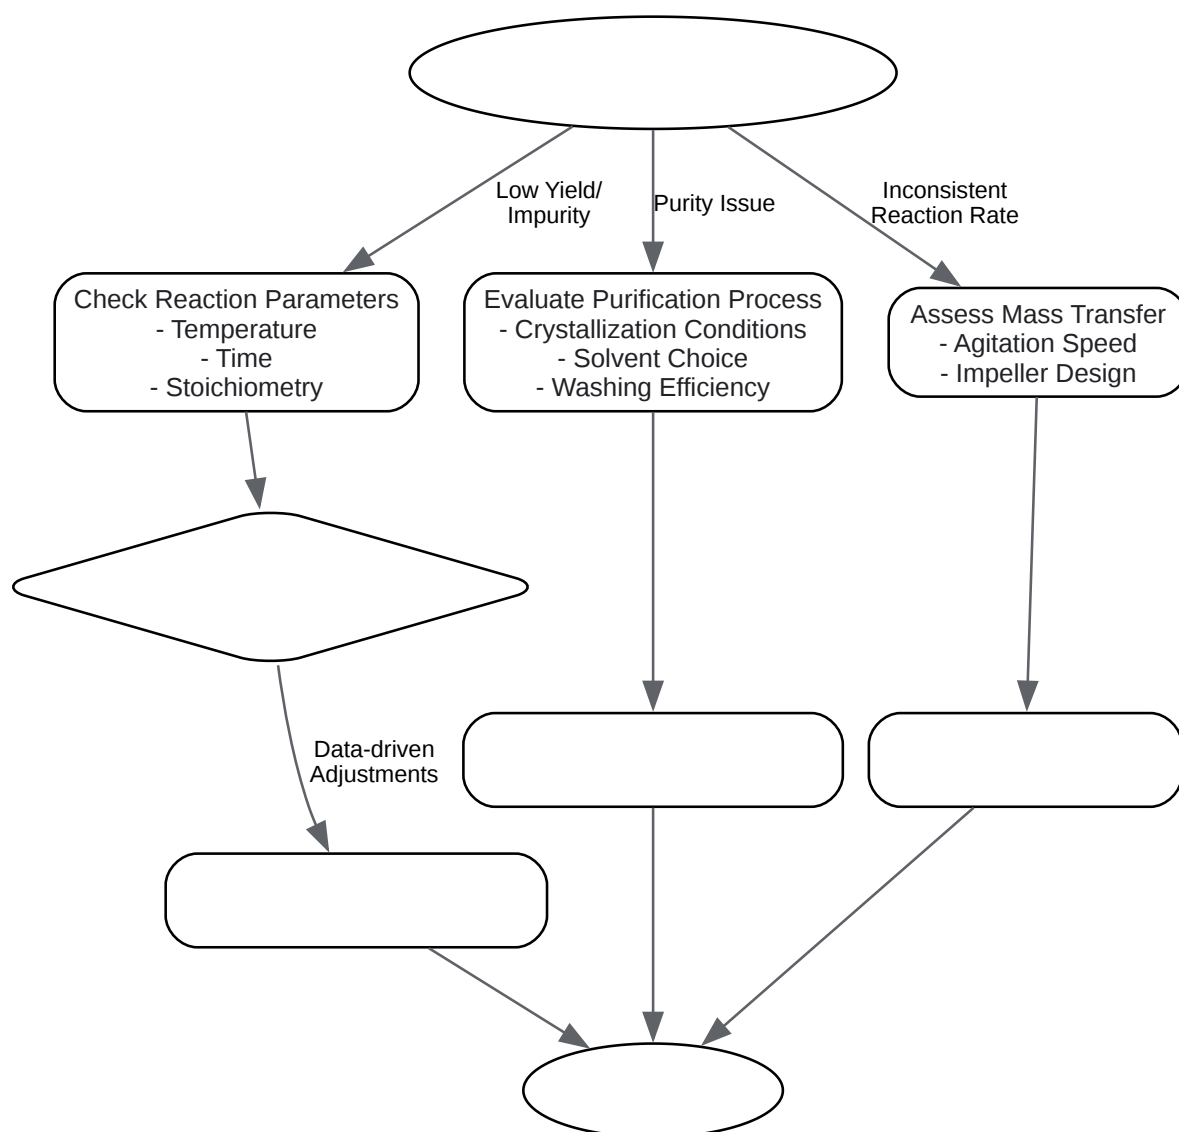 Low Yield/
Impurity
Purity Issue
Inconsistent
Reaction Rate
Check Reaction Parameters
- Temperature
- Time
- Stoichiometry
Evaluate Purification Process
- Crystallization Conditions
- Solvent Choice
- Washing Efficiency
Assess Mass Transfer
- Agitation Speed
- Impeller Design
Data-driven
Adjustments